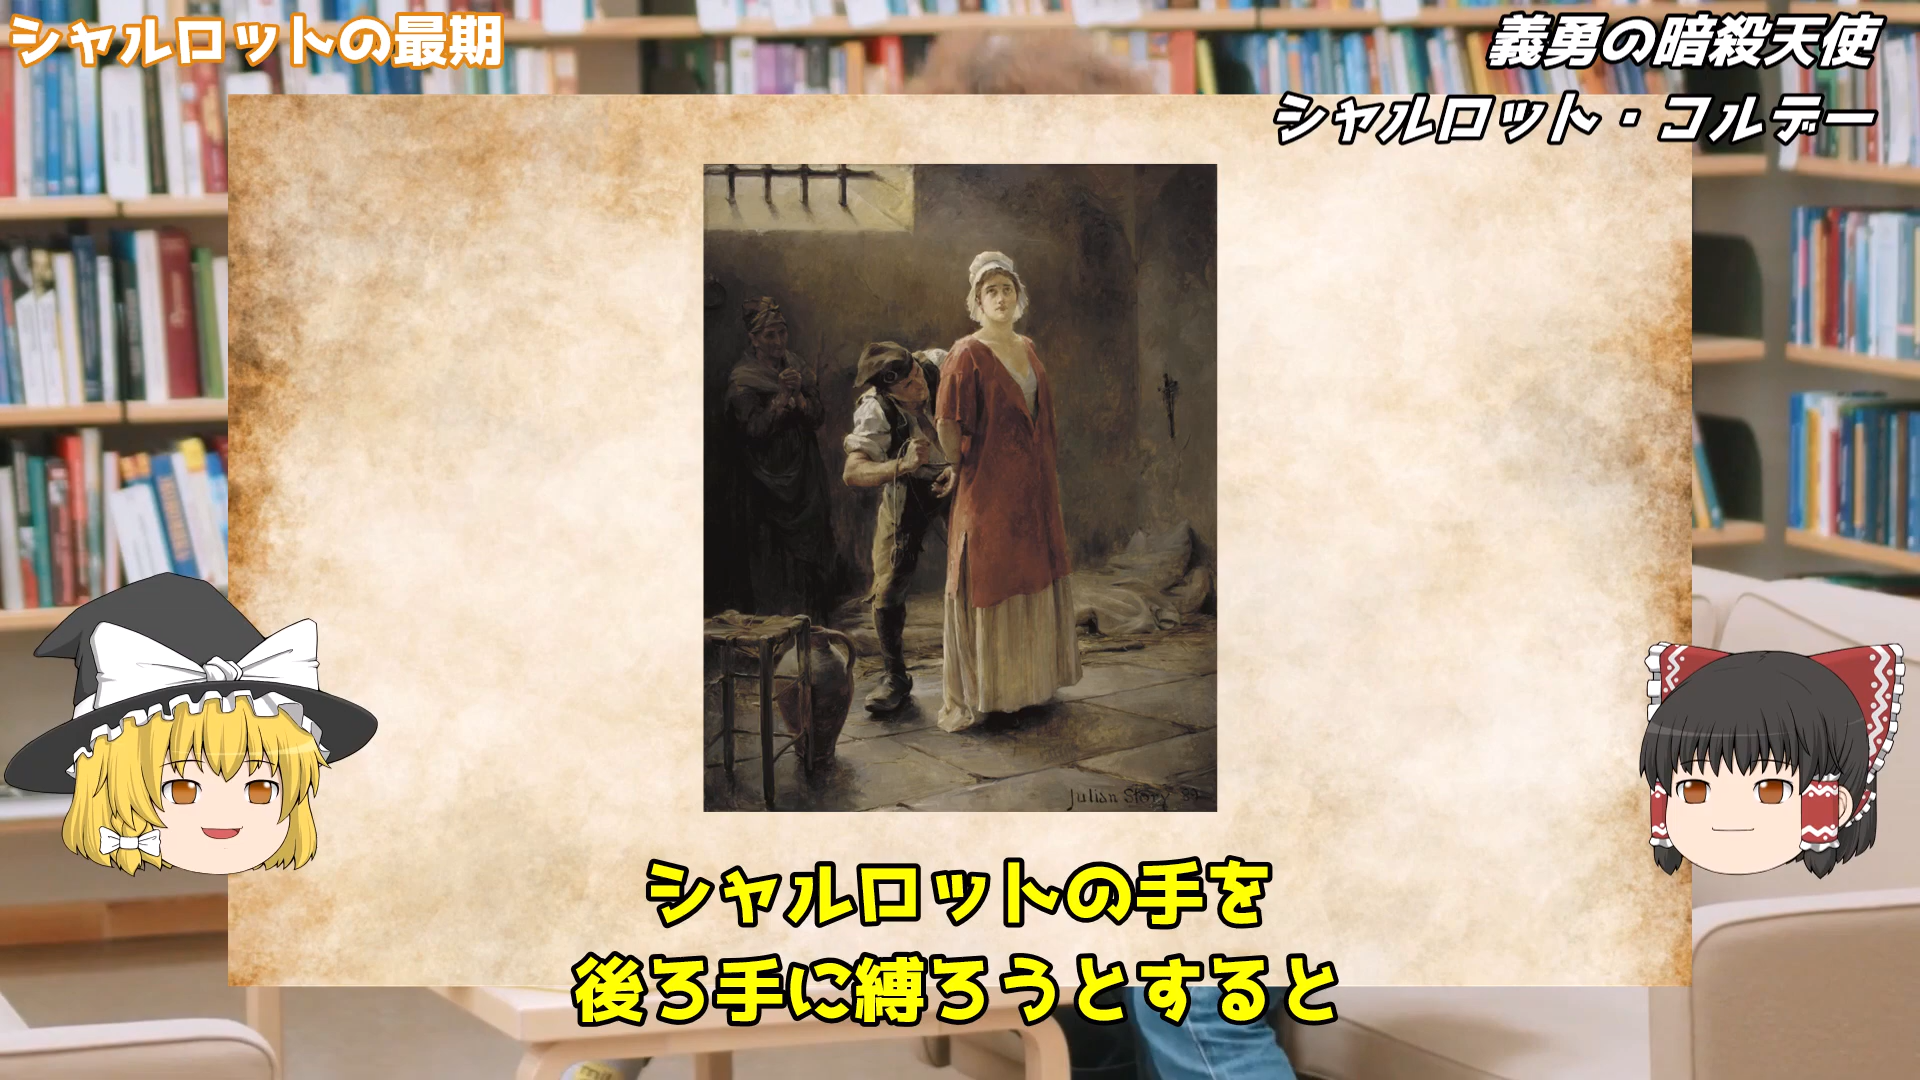 シャルロットの最期
義勇の暗殺天使
シャルロット・コルデー
Julian Story
シャルロットの手を
後ろ手に縛ろうとすると